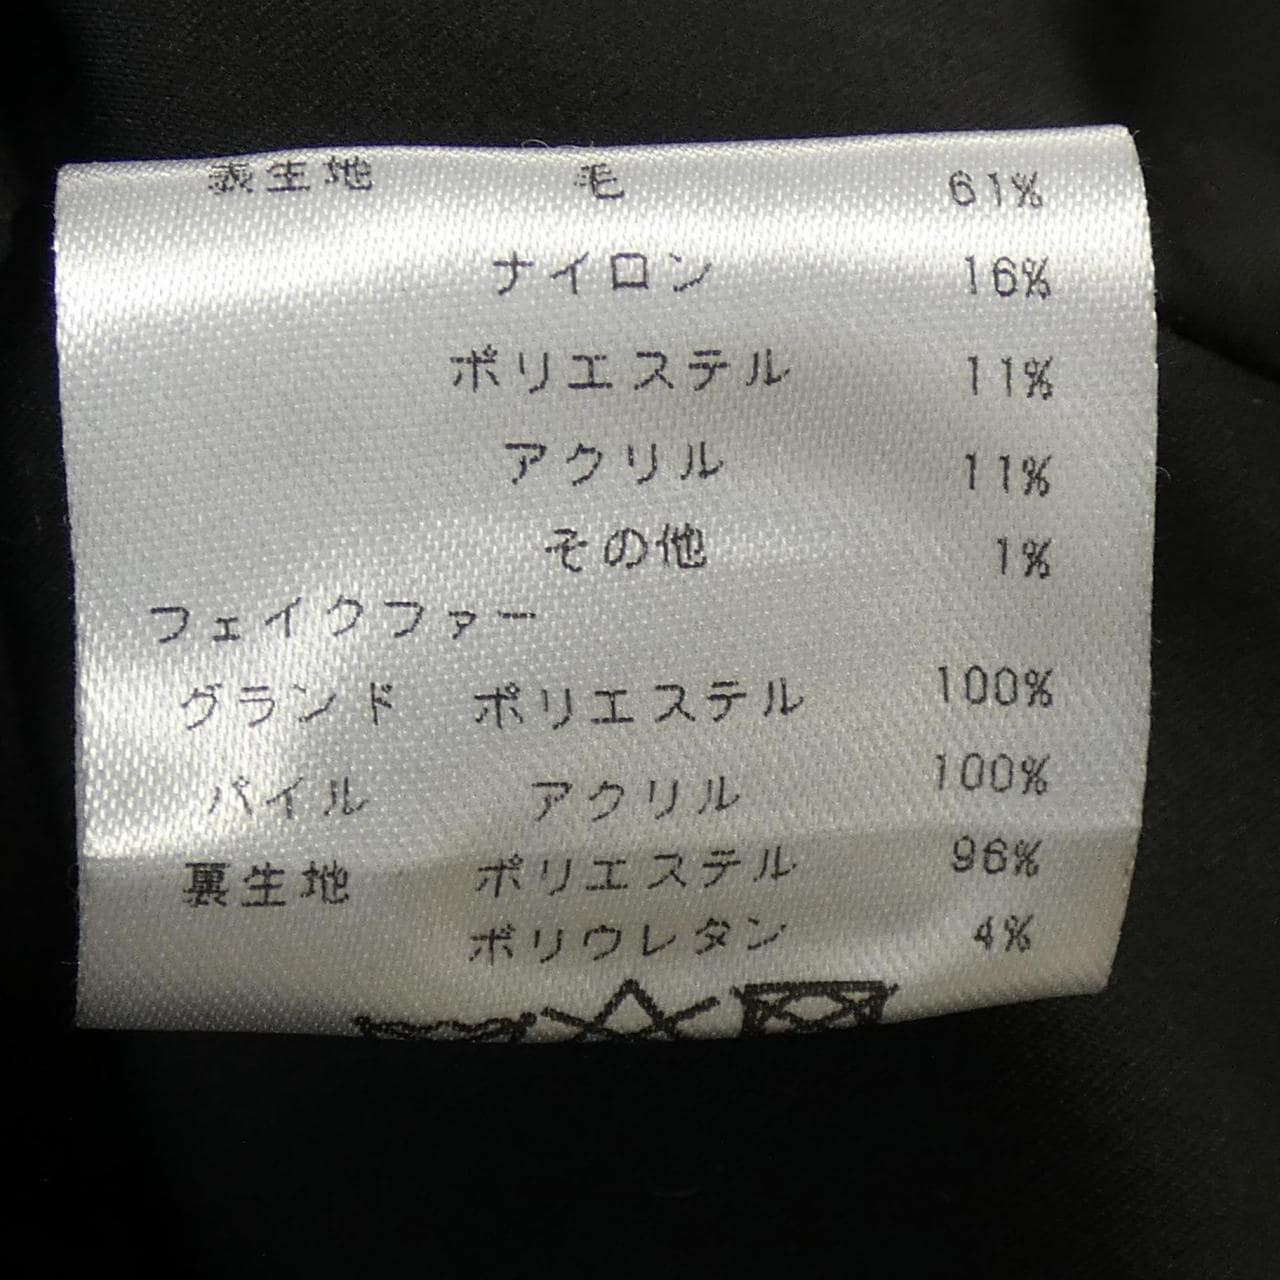 表生地 毛 61%
ナイロン 16%
ポリエステル 11%
アクリル 11%
その他 1%
フェイクファー
グランド ポリエステル 100%
パイル アクリル 100%
裏生地 ポリエステル 96%
ポリウレタン 4%